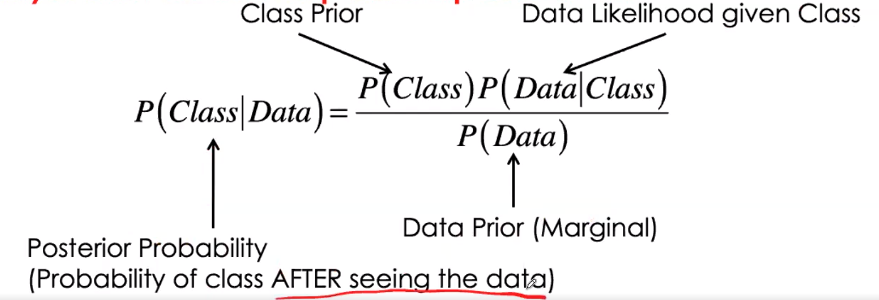 Class Prior
Data Likelihood given Class
P(Class|Data)=
P(Class)P(Data|Class)
P(Data)
Data Prior (Marginal)
Posterior Probability
(Probability of class AFTER seeing the data)